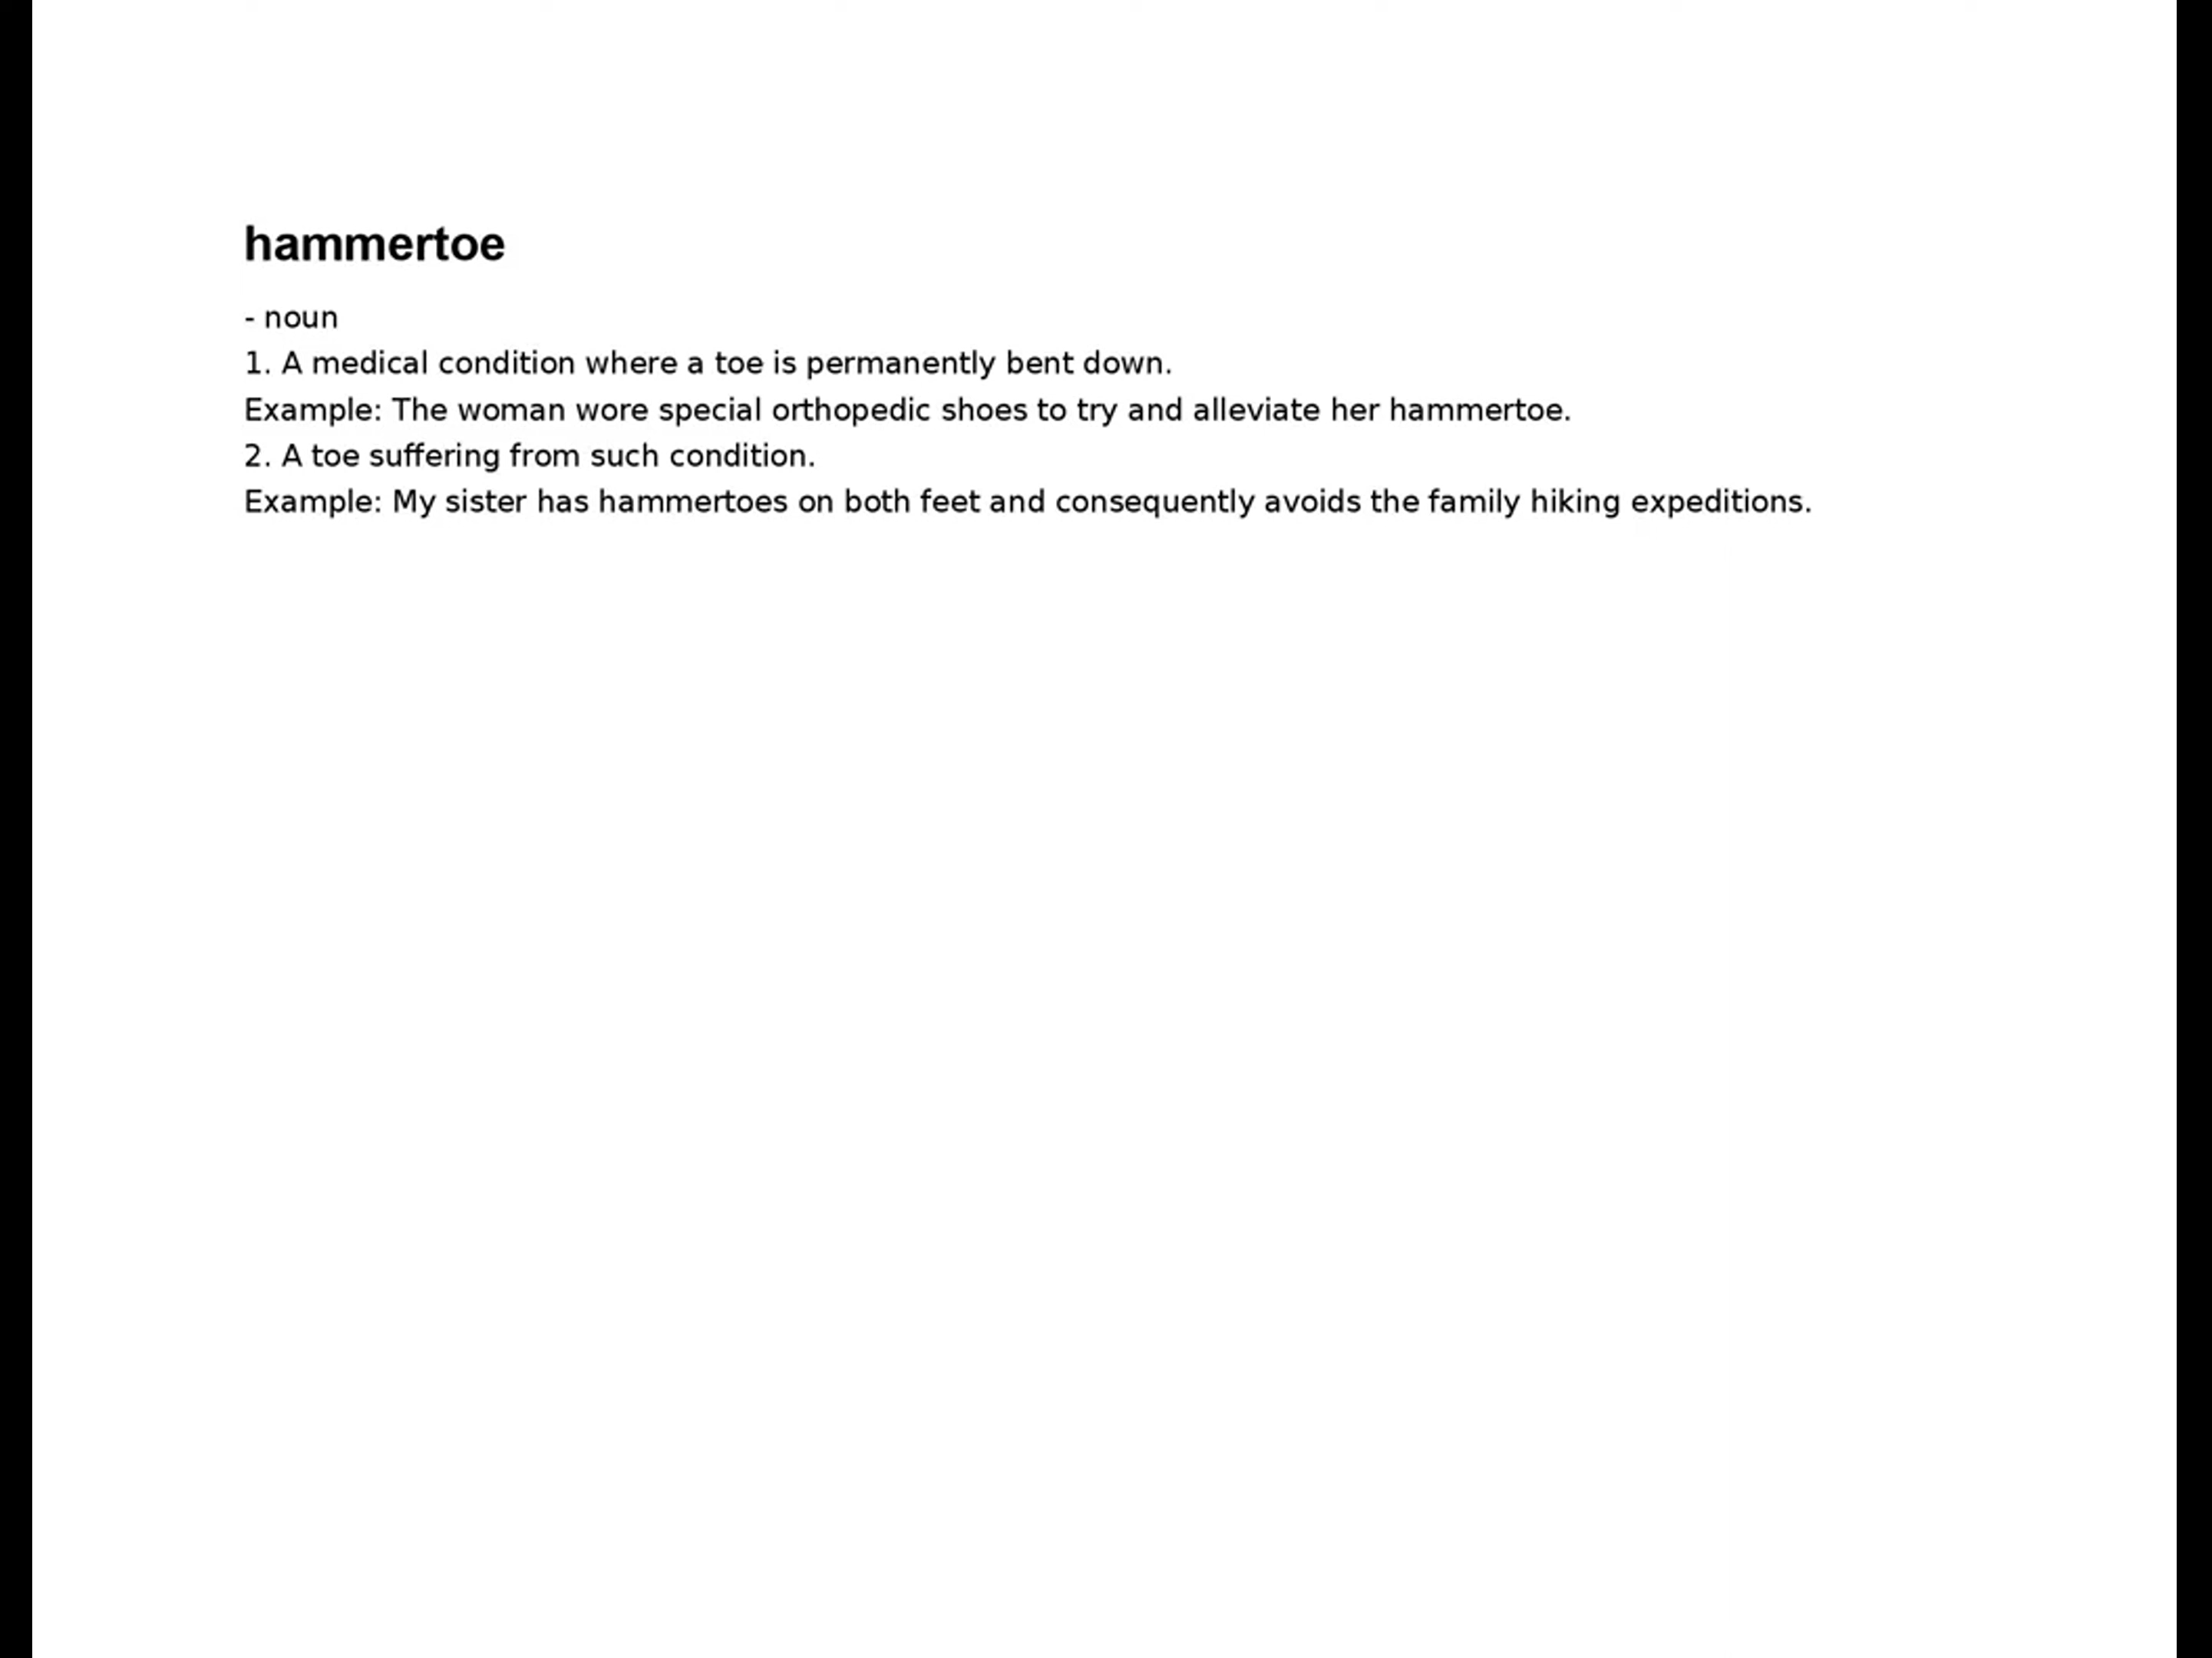 hammertoe
- noun
1. A medical condition where a toe is permanently bent down.
Example: The woman wore special orthopedic shoes to try and alleviate her hammertoe.
2. A toe suffering from such condition.
Example: My sister has hammertoes on both feet and consequently avoids the family hiking expeditions.